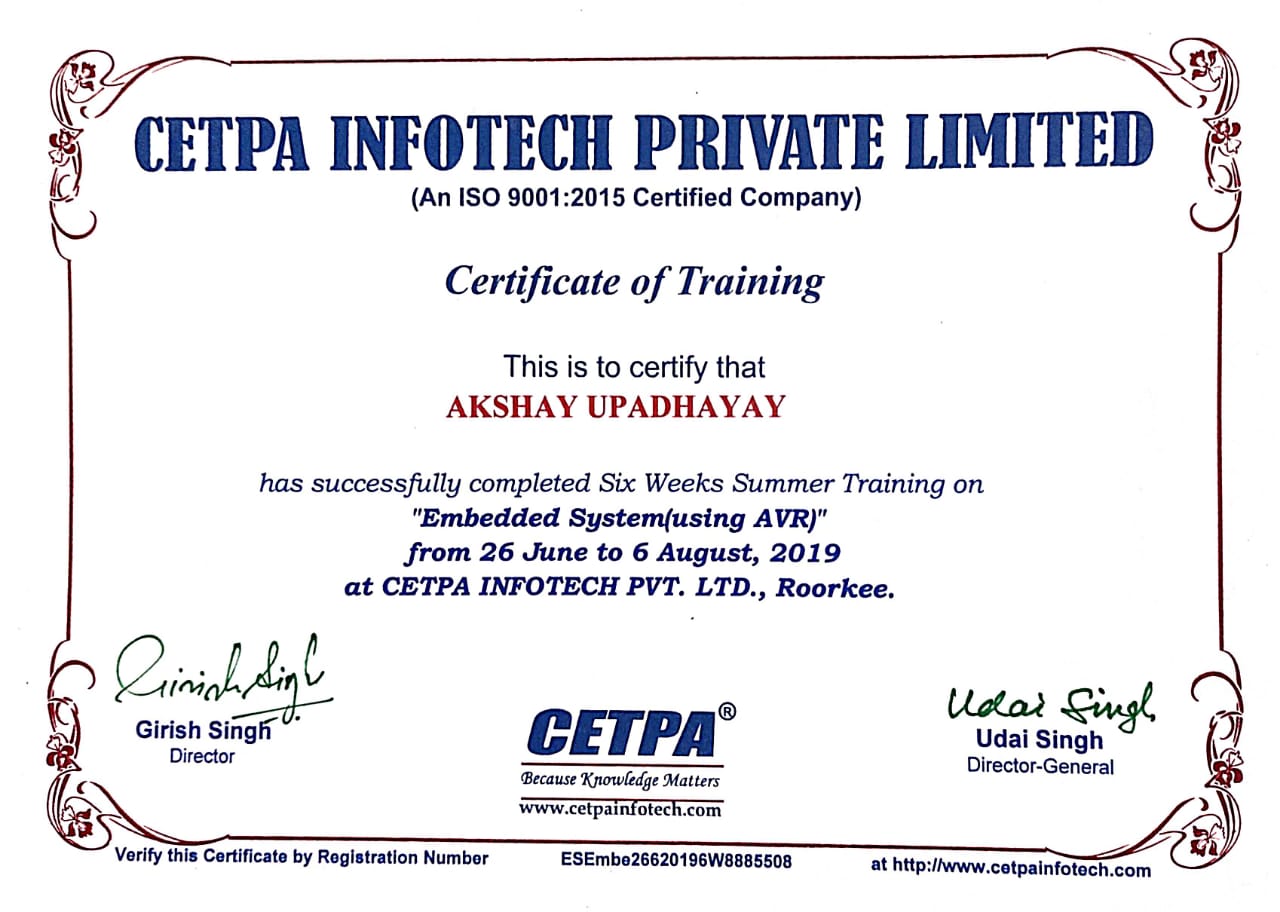 CETPA INFOTECH PRIVATE LIMITED
(An ISO 9001:2015 Certified Company)
Certificate of Training
This is to certify that
AKSHAY UPADHAYAY
has successfully completed Six Weeks Summer Training on
"Embedded System(using AVR)"
from 26 June to 6 August, 2019
at CETPA INFOTECH PVT. LTD., Roorkee.
Girish Singh
Girish Singh
Director
CETPA®
Because Knowledge Matters
www.cetpainfotech.com
Udai Singh
Udai Singh
Director-General
Verify this Certificate by Registration Number ESEmbe26620196W8885508 at http://www.cetpainfotech.com